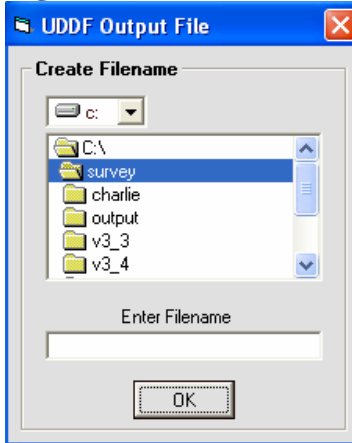 UDDF Output File
Create Filename
c:
C:\
survey
charlie
output
v3_3
v3_4
Enter Filename
OK